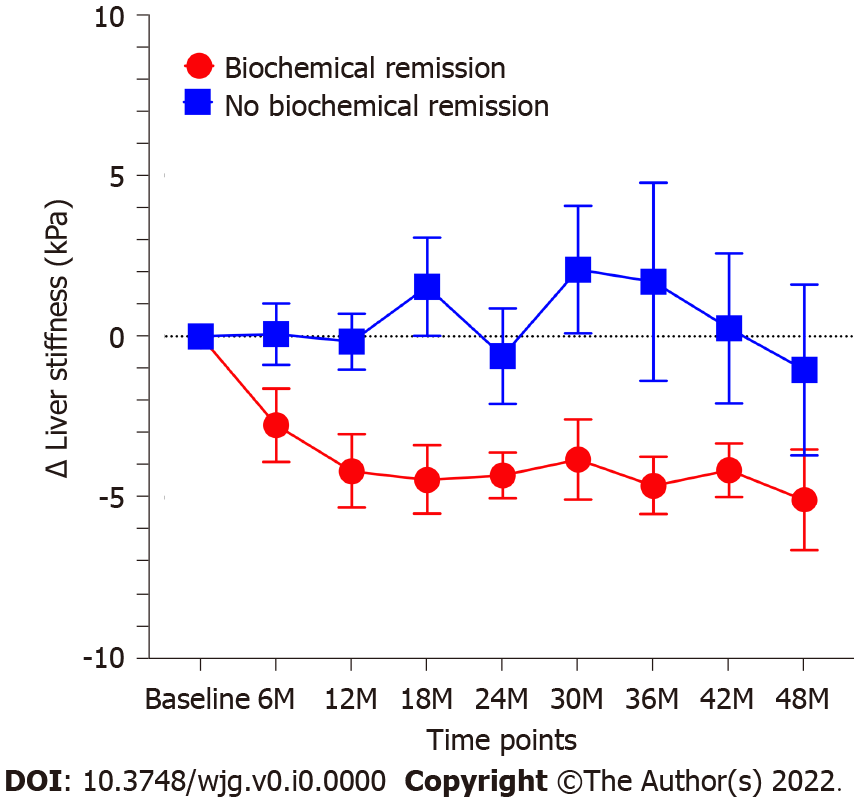 10
Biochemical remission
No biochemical remission
5
Δ Liver stiffness (kPa)
0
-5
-10
Baseline 6M 12M 18M 24M 30M 36M 42M 48M
Time points
DOI: 10.3748/wjg.v0.i0.0000 Copyright ©The Author(s) 2022.